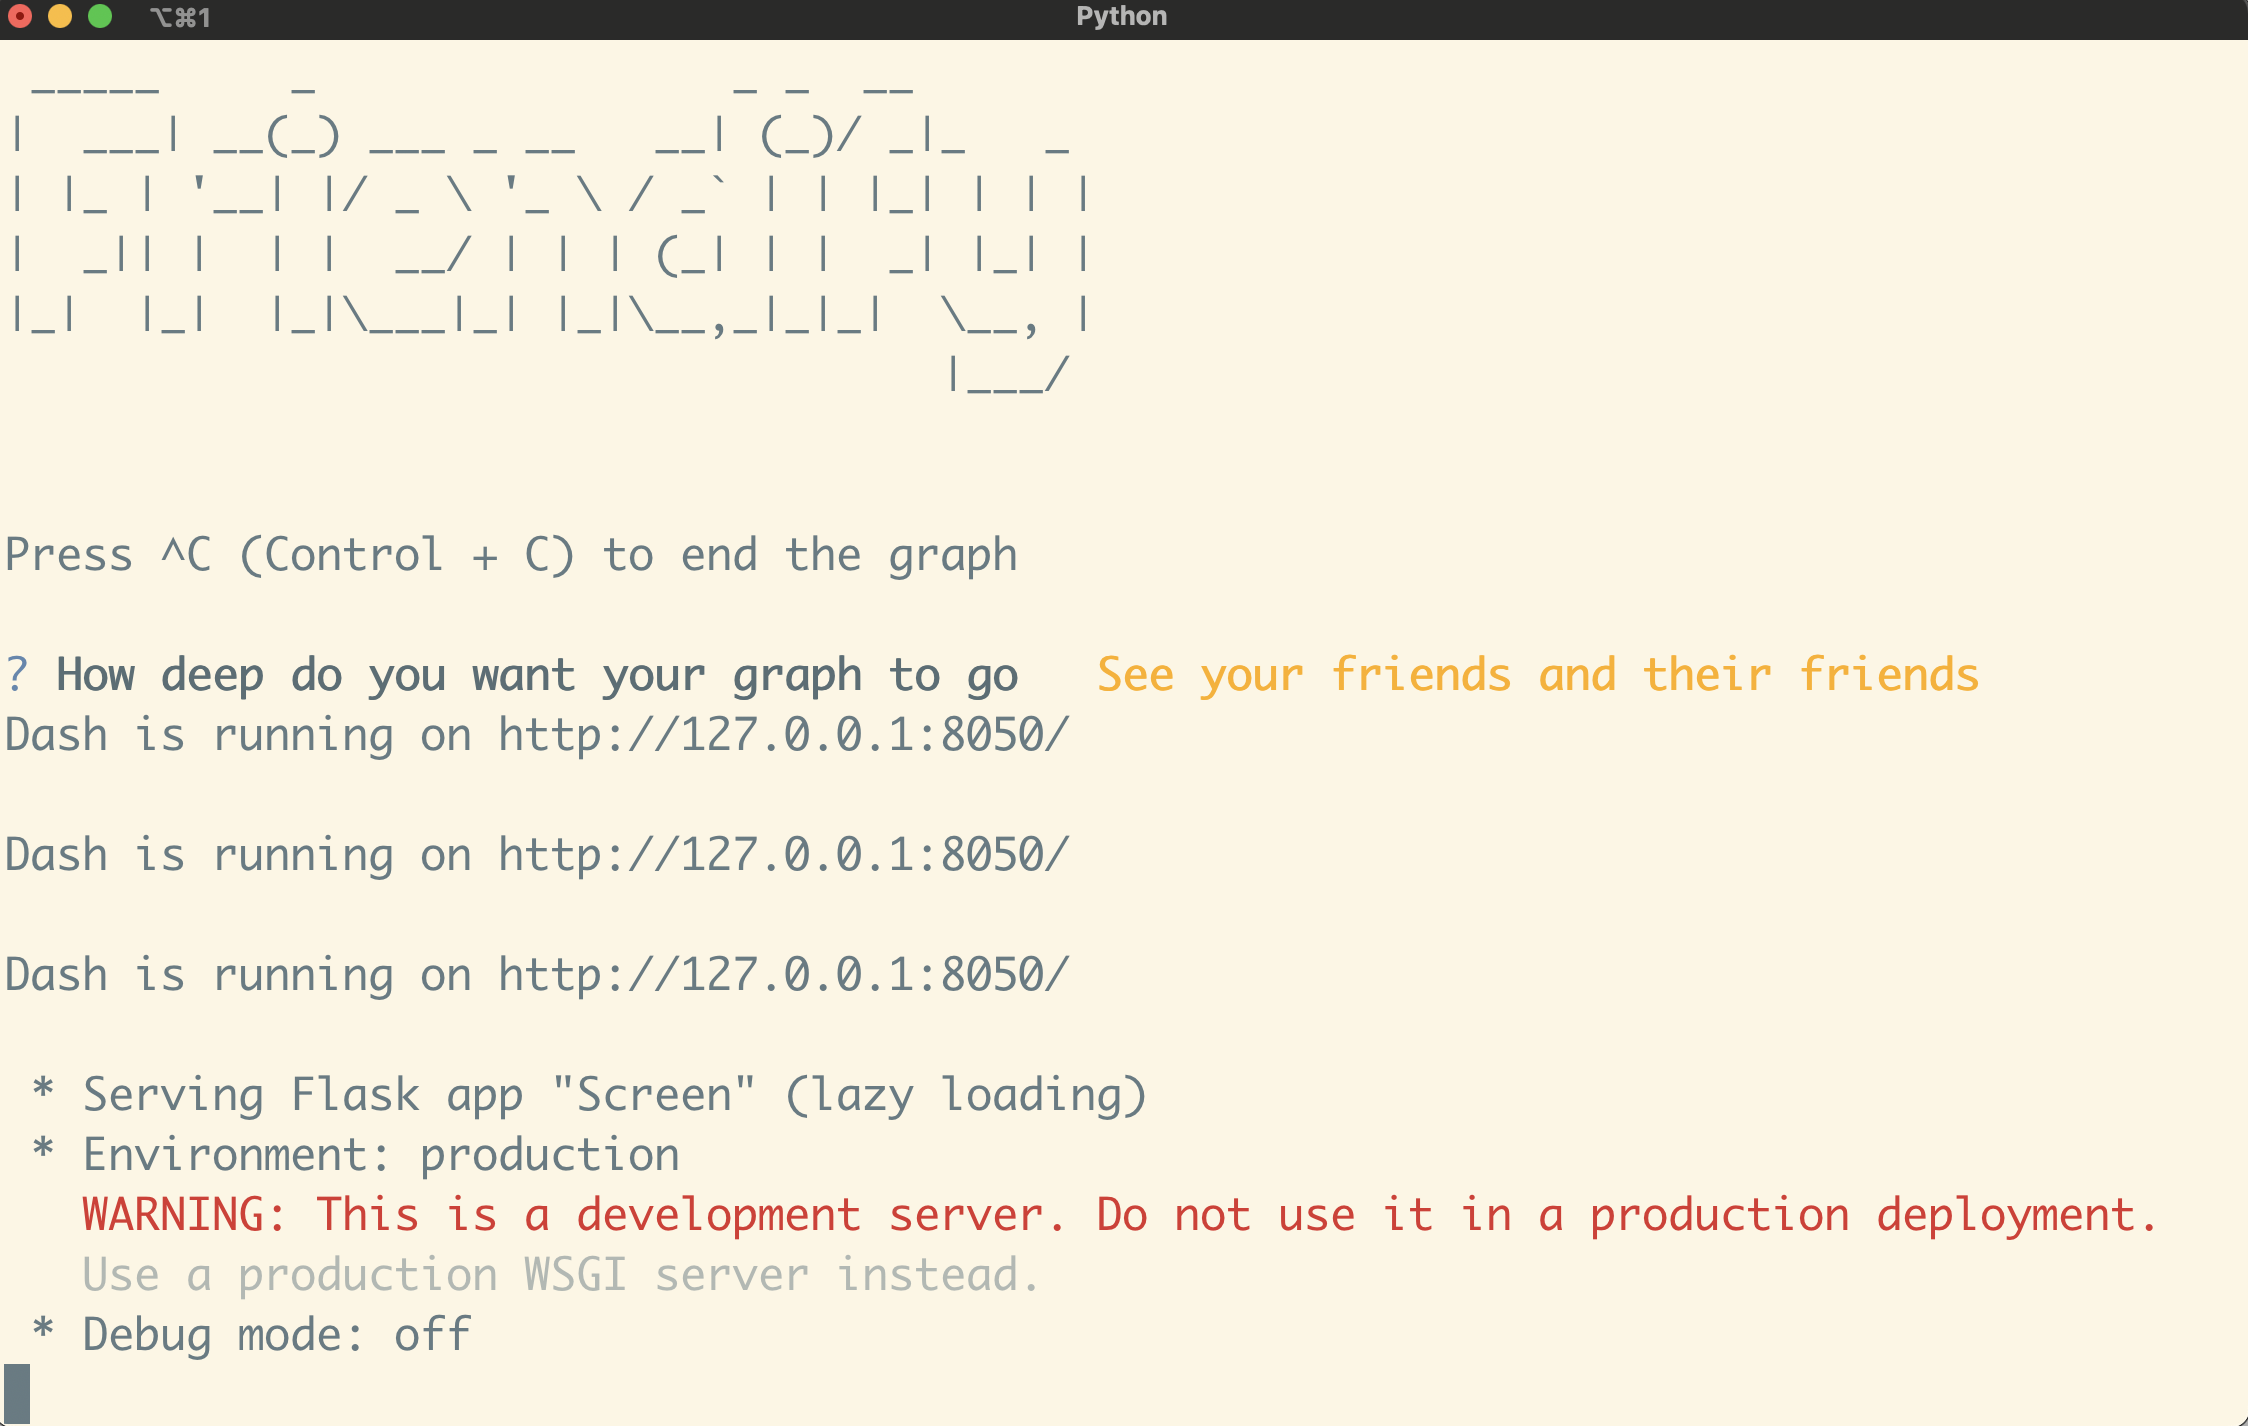 ⌥⌘1 Python
 _____     _                _ _  __
|  ___| __(_) ___ _ __   __| (_)/ _|_   _
| |_ | '__| |/ _ \ '_ \ / _` | | |_| | | |
|  _|| |  | |  __/ | | | (_| | |  _| |_| |
|_|  |_|  |_|\___|_| |_|\__,_|_|_|  \__, |
                                    |___/
Press ^C (Control + C) to end the graph
? How deep do you want your graph to go   See your friends and their friends
Dash is running on http://127.0.0.1:8050/
Dash is running on http://127.0.0.1:8050/
Dash is running on http://127.0.0.1:8050/
 * Serving Flask app "Screen" (lazy loading)
 * Environment: production
   WARNING: This is a development server. Do not use it in a production deployment.
   Use a production WSGI server instead.
 * Debug mode: off